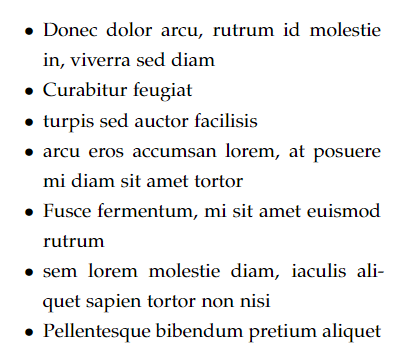 • Donec dolor arcu, rutrum id molestie
in, viverra sed diam
• Curabitur feugiat
• turpis sed auctor facilisis
• arcu eros accumsan lorem, at posuere
mi diam sit amet tortor
• Fusce fermentum, mi sit amet euismod
rutrum
• sem lorem molestie diam, iaculis ali-
quet sapien tortor non nisi
• Pellentesque bibendum pretium aliquet